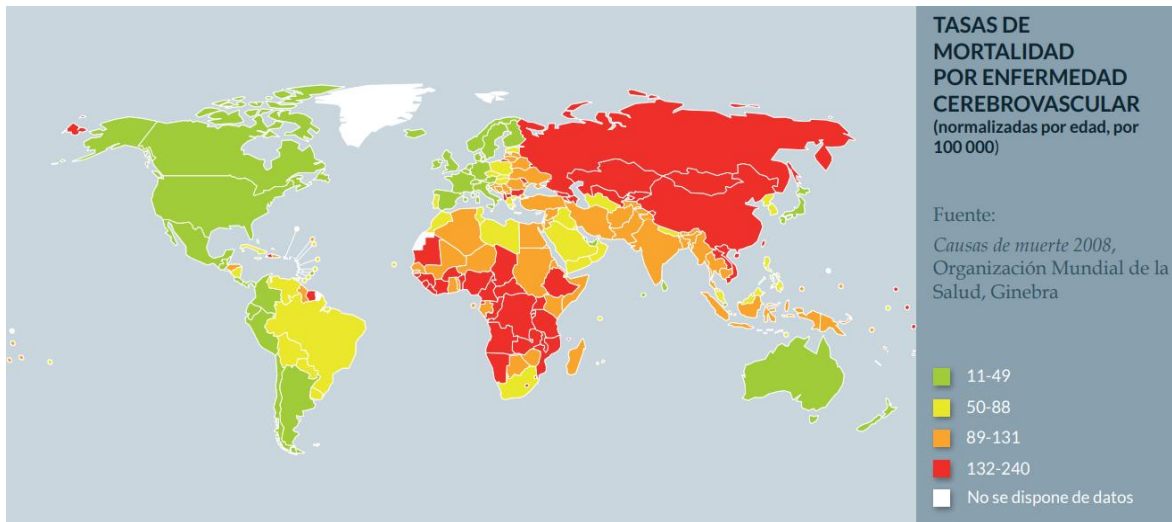 TASAS DE
MORTALIDAD
POR ENFERMEDAD
CEREBROVASCULAR
(normalizadas por edad, por
100 000)
Fuente:
Causas de muerte 2008,
Organización Mundial de la
Salud, Ginebra
11-49
50-88
89-131
132-240
No se dispone de datos